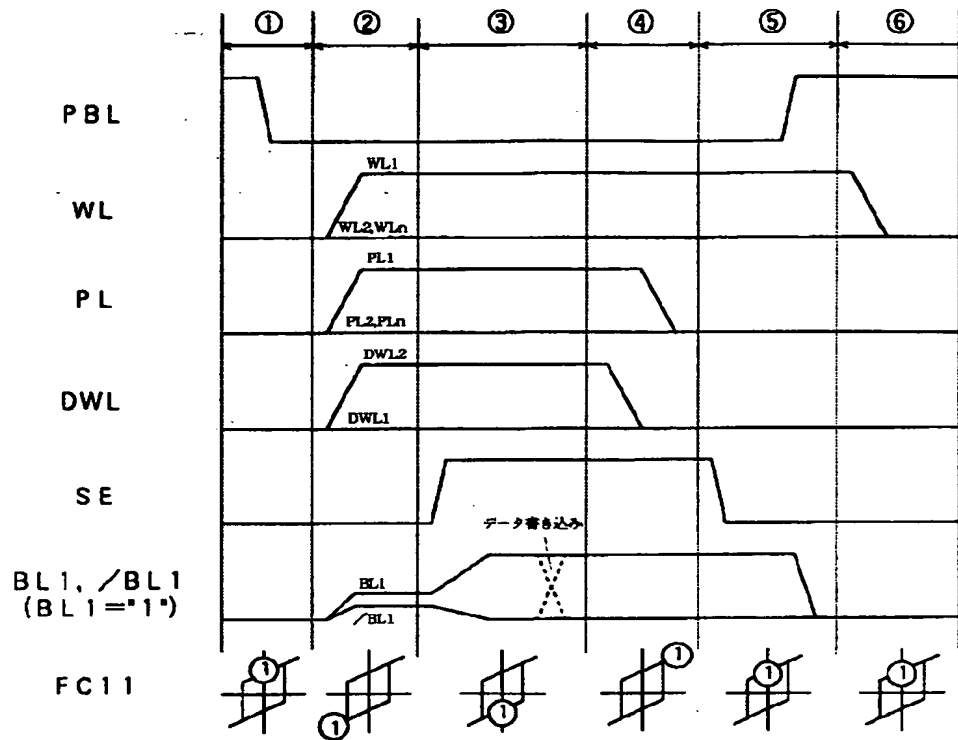 ① ② ③ ④ ⑤ ⑥
PBL
WL1
WL
WL2,WLn
PL1
PL
PL2,PLn
DWL2
DWL
DWL1
SE
データ書き込み
BL1, /BL1
(BL1="1")
BL1
/BL1
FC11
1 1 1 1 1 1